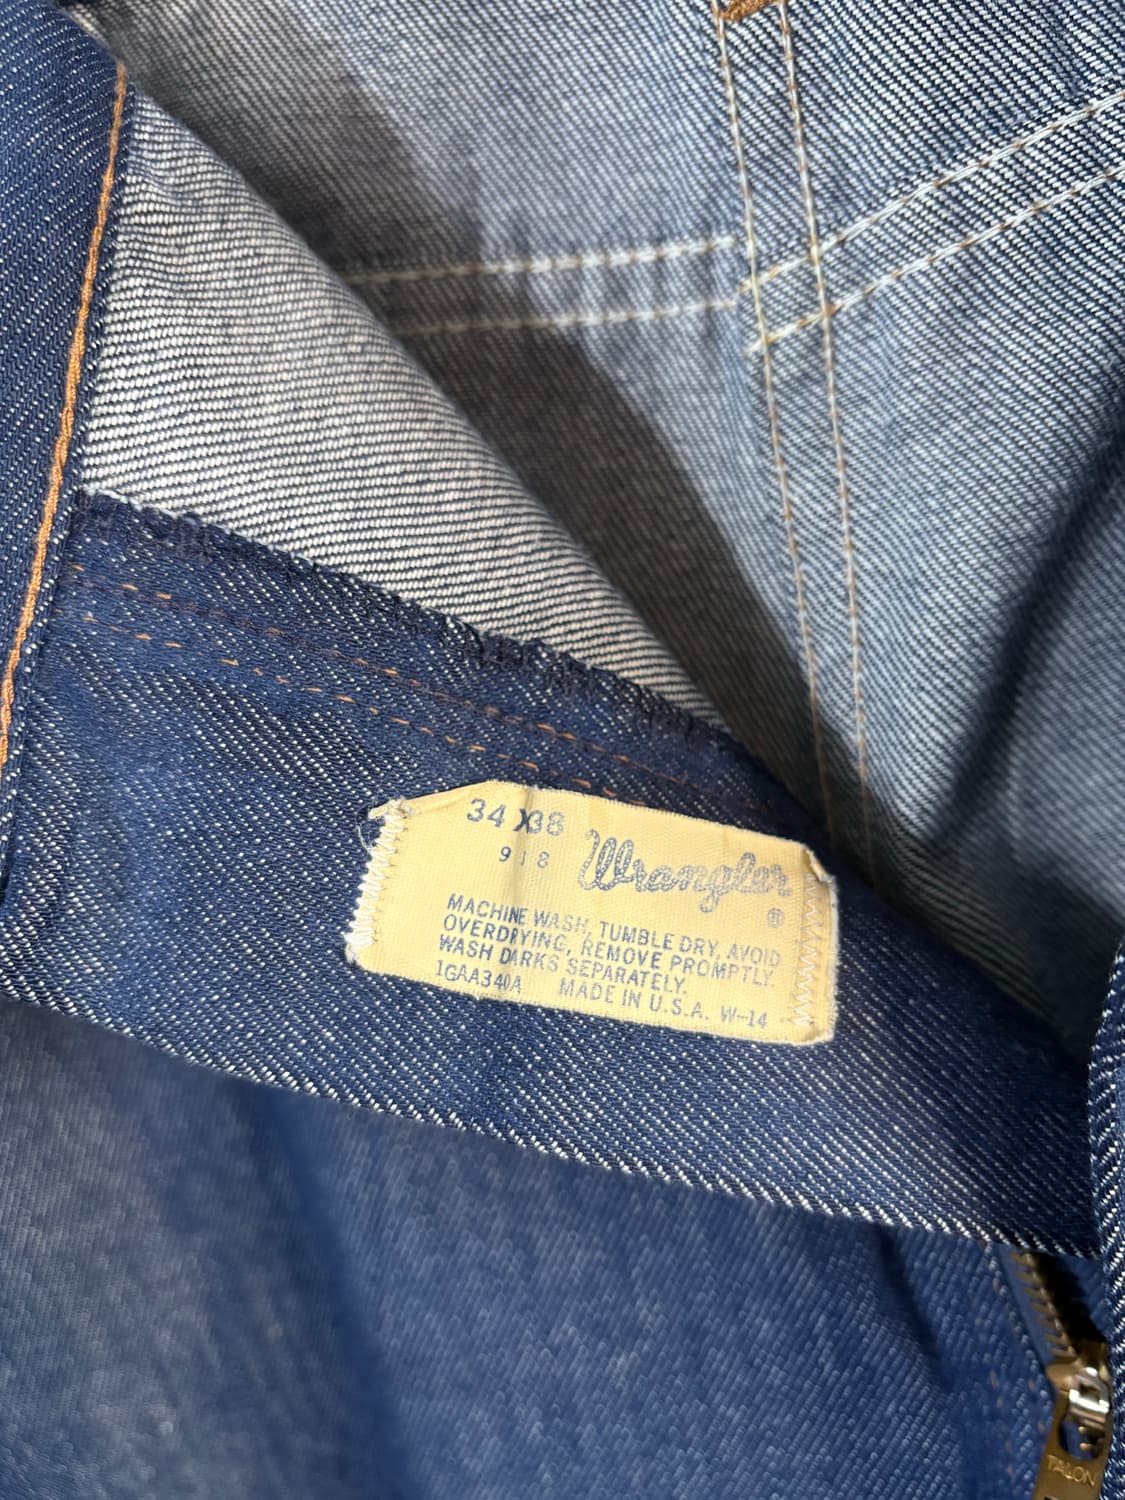 34 X 38
918 Wrangler ®
MACHINE WASH, TUMBLE DRY, AVOID
OVERDRYING, REMOVE PROMPTLY.
WASH DARKS SEPARATELY.
1GAA340A MADE IN U.S.A. W-14
TALON